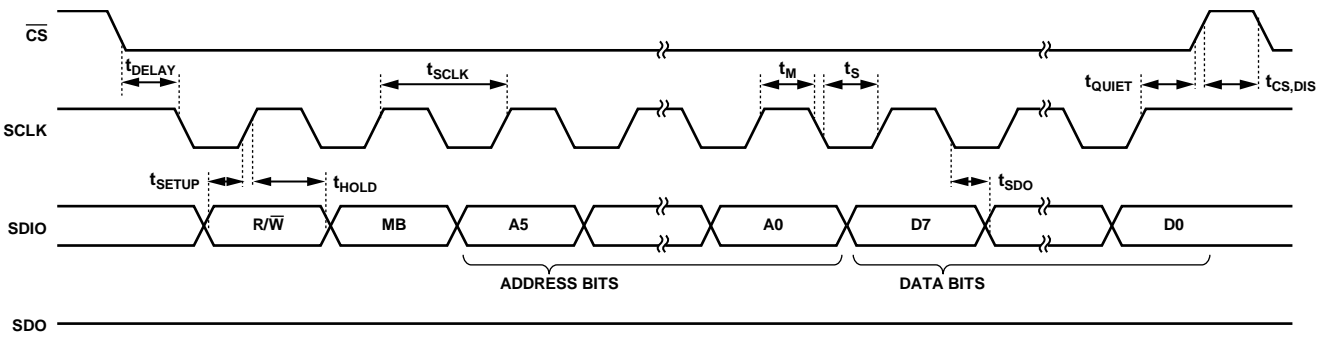 CS
tDELAY tSCLK tM tS tQUIET tCS,DIS
SCLK
tSETUP tHOLD tSDO
SDIO R/W MB A5 A0 D7 D0
ADDRESS BITS DATA BITS
SDO